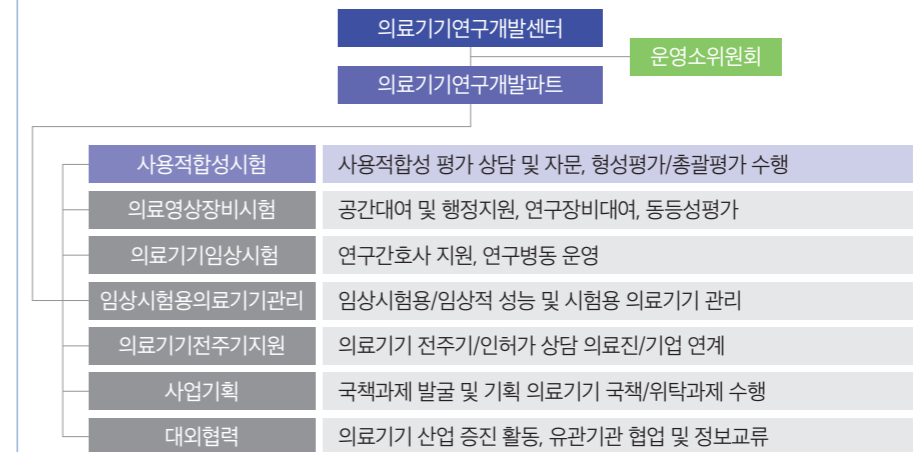 의료기기연구개발센터
운영소위원회
의료기기연구개발파트
사용적합성시험 사용적합성 평가 상담 및 자문, 형성평가/총괄평가 수행
의료영상장비시험 공간대여 및 행정지원, 연구장비대여, 동등성평가
의료기기임상시험 연구간호사 지원, 연구병동 운영
임상시험용의료기기관리 임상시험용/임상적 성능 및 시험용 의료기기 관리
의료기기전주기지원 의료기기 전주기/인허가 상담 의료진/기업 연계
사업기획 국책과제 발굴 및 기획 의료기기 국책/위탁과제 수행
대외협력 의료기기 산업 증진 활동, 유관기관 협업 및 정보교류